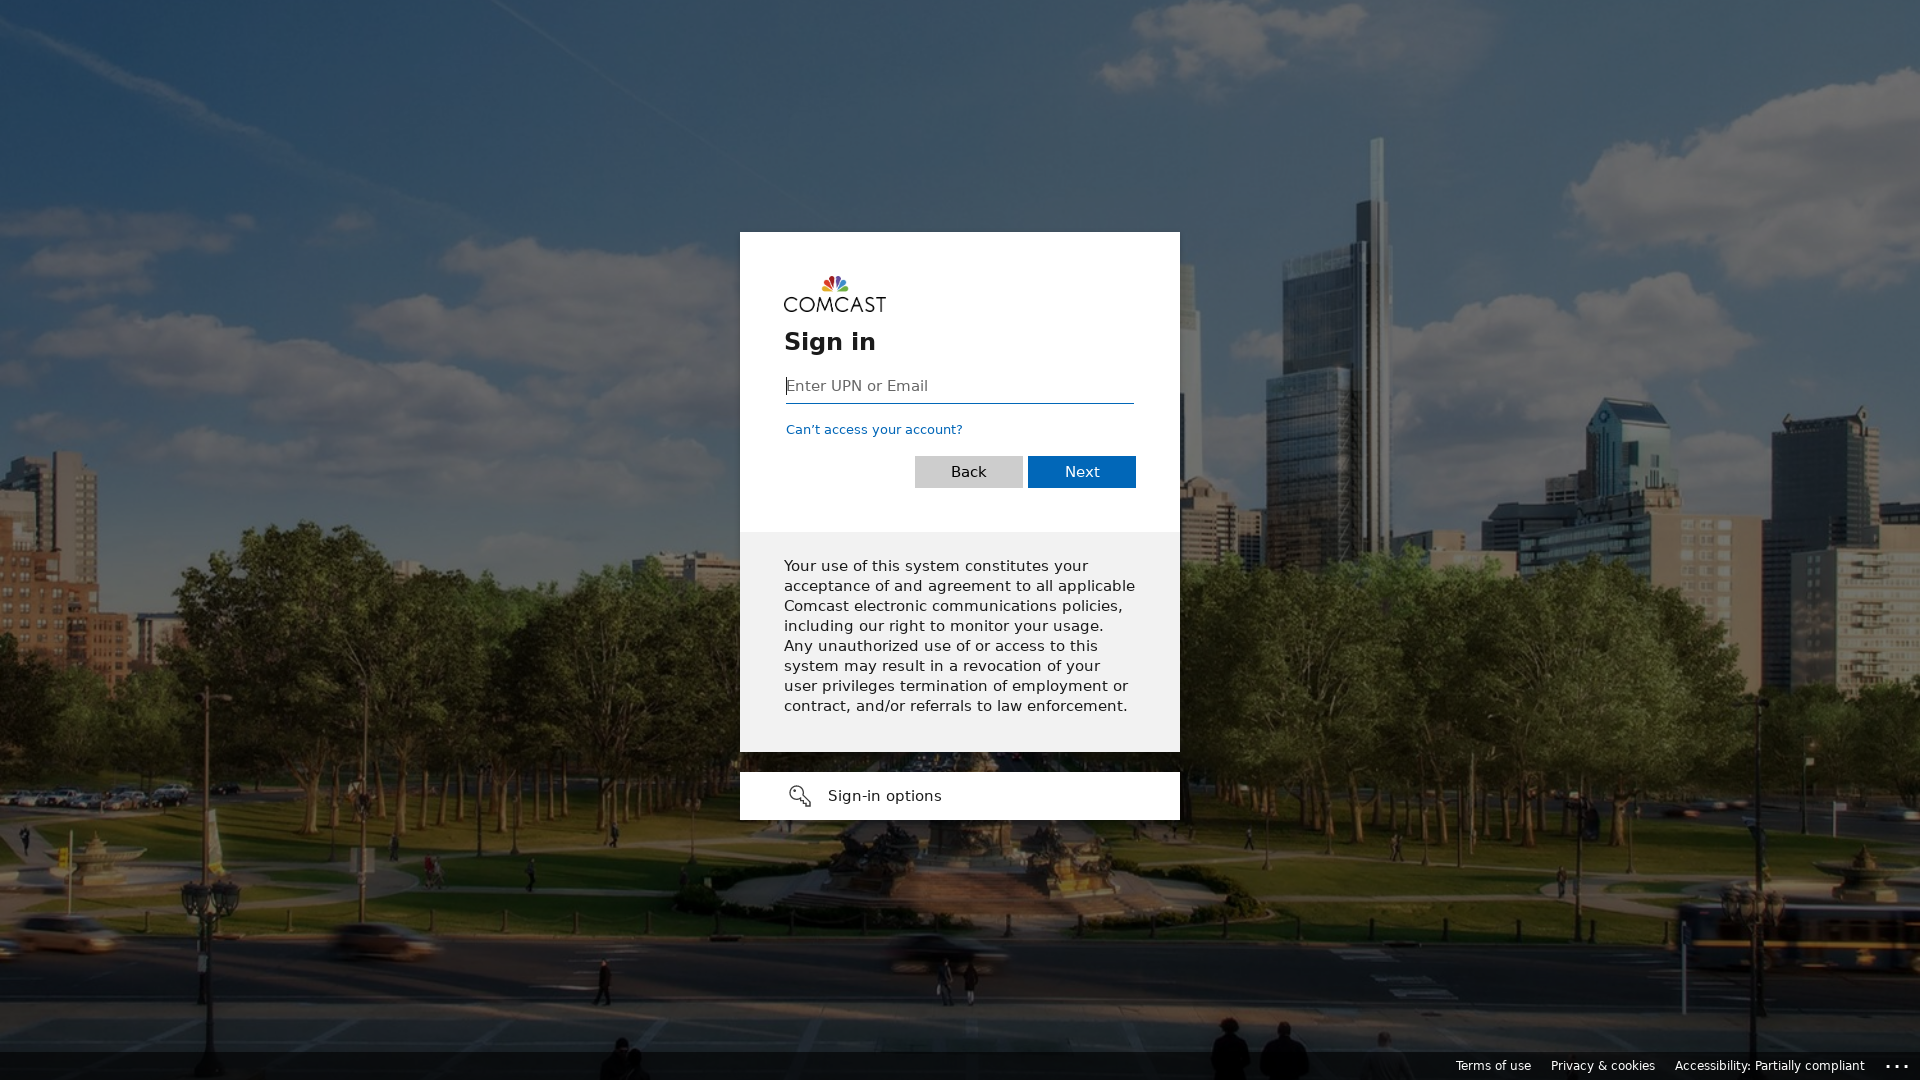 COMCAST
Sign in
Enter UPN or Email
Can't access your account?
Back
Next
Your use of this system constitutes your
acceptance of and agreement to all applicable
Comcast electronic communications policies,
including our right to monitor your usage.
Any unauthorized use of or access to this
system may result in a revocation of your
user privileges termination of employment or
contract, and/or referrals to law enforcement.
Sign-in options
Terms of use
Privacy & cookies
Accessibility: Partially compliant
...